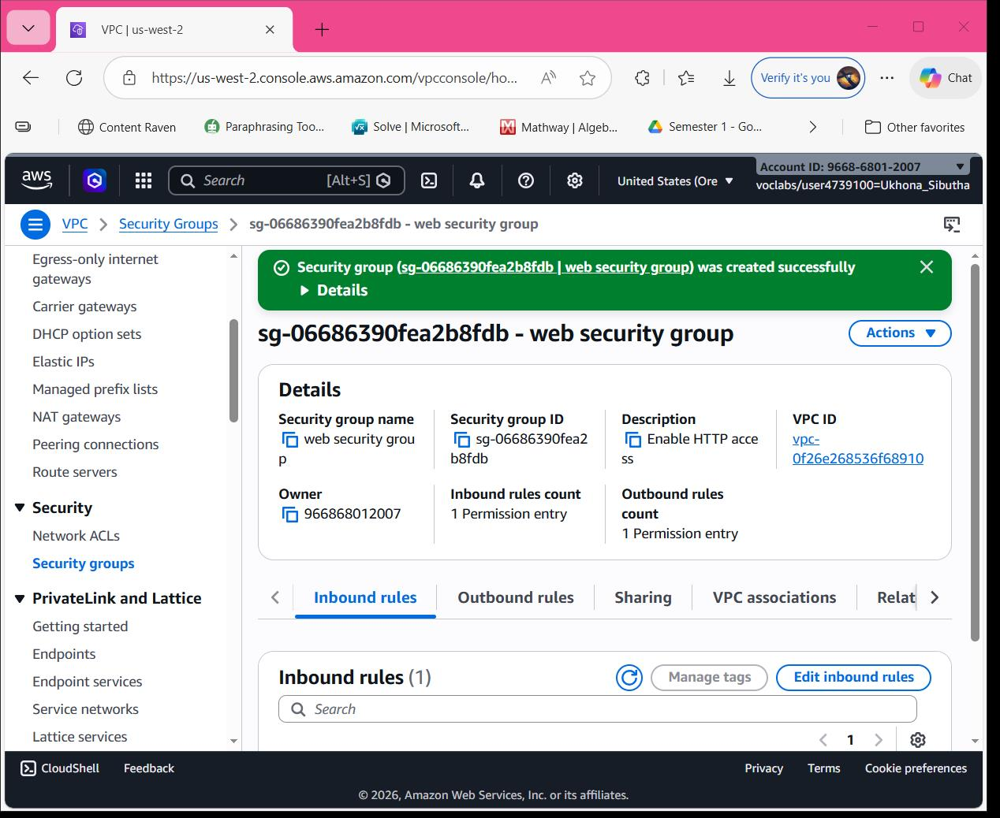 VPC | us-west-2
https://us-west-2.console.aws.amazon.com/vpcconsole/ho...
Verify it's you
Chat
Content Raven
Paraphrasing Too...
Solve | Microsoft...
Mathway | Algeb...
Semester 1 - Go...
Other favorites
aws
Search
[Alt+S]
United States (Ore
Account ID: 9668-6801-2007
voclabs/user4739100=Ukhona_Sibutha
VPC
Security Groups
sg-06686390fea2b8fdb - web security group
Egress-only internet
gateways
Carrier gateways
DHCP option sets
Elastic IPs
Managed prefix lists
NAT gateways
Peering connections
Route servers
Security
Network ACLs
Security groups
PrivateLink and Lattice
Getting started
Endpoints
Endpoint services
Service networks
Lattice services
Security group (sg-06686390fea2b8fdb | web security group) was created successfully
Details
sg-06686390fea2b8fdb - web security group
Actions
Details
Security group name
web security grou
p
Security group ID
sg-06686390fea2
b8fdb
Description
Enable HTTP acce
ss
VPC ID
vpc-
0f26e268536f68910
Owner
966868012007
Inbound rules count
1 Permission entry
Outbound rules
count
1 Permission entry
Inbound rules
Outbound rules
Sharing
VPC associations
Relat
Inbound rules (1)
Manage tags
Edit inbound rules
Search
1
CloudShell
Feedback
Privacy
Terms
Cookie preferences
© 2026, Amazon Web Services, Inc. or its affiliates.